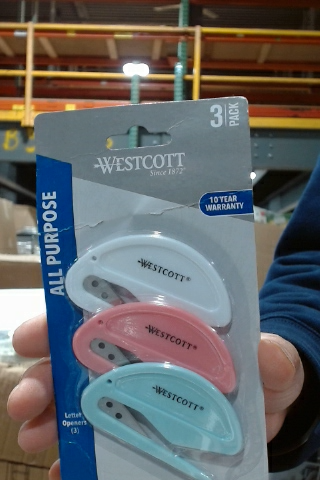 3 PACK
WESTCOTT
Since 1872
10 YEAR
WARRANTY
ALL PURPOSE
WESTCOTT®
WESTCOTT®
WESTCOTT®
Letter
Openers
(3)